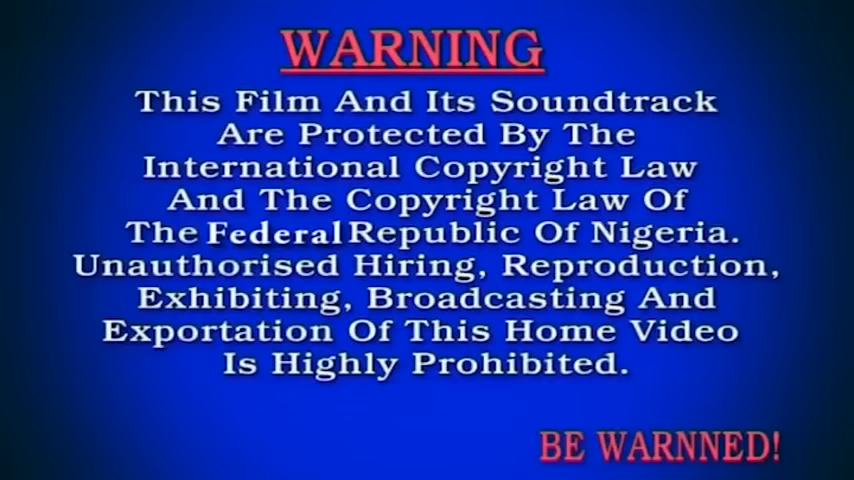 WARNING
This Film And Its Soundtrack
Are Protected By The
International Copyright Law
And The Copyright Law Of
The Federal Republic Of Nigeria.
Unauthorised Hiring, Reproduction,
Exhibiting, Broadcasting And
Exportation Of This Home Video
Is Highly Prohibited.
BE WARNNED!